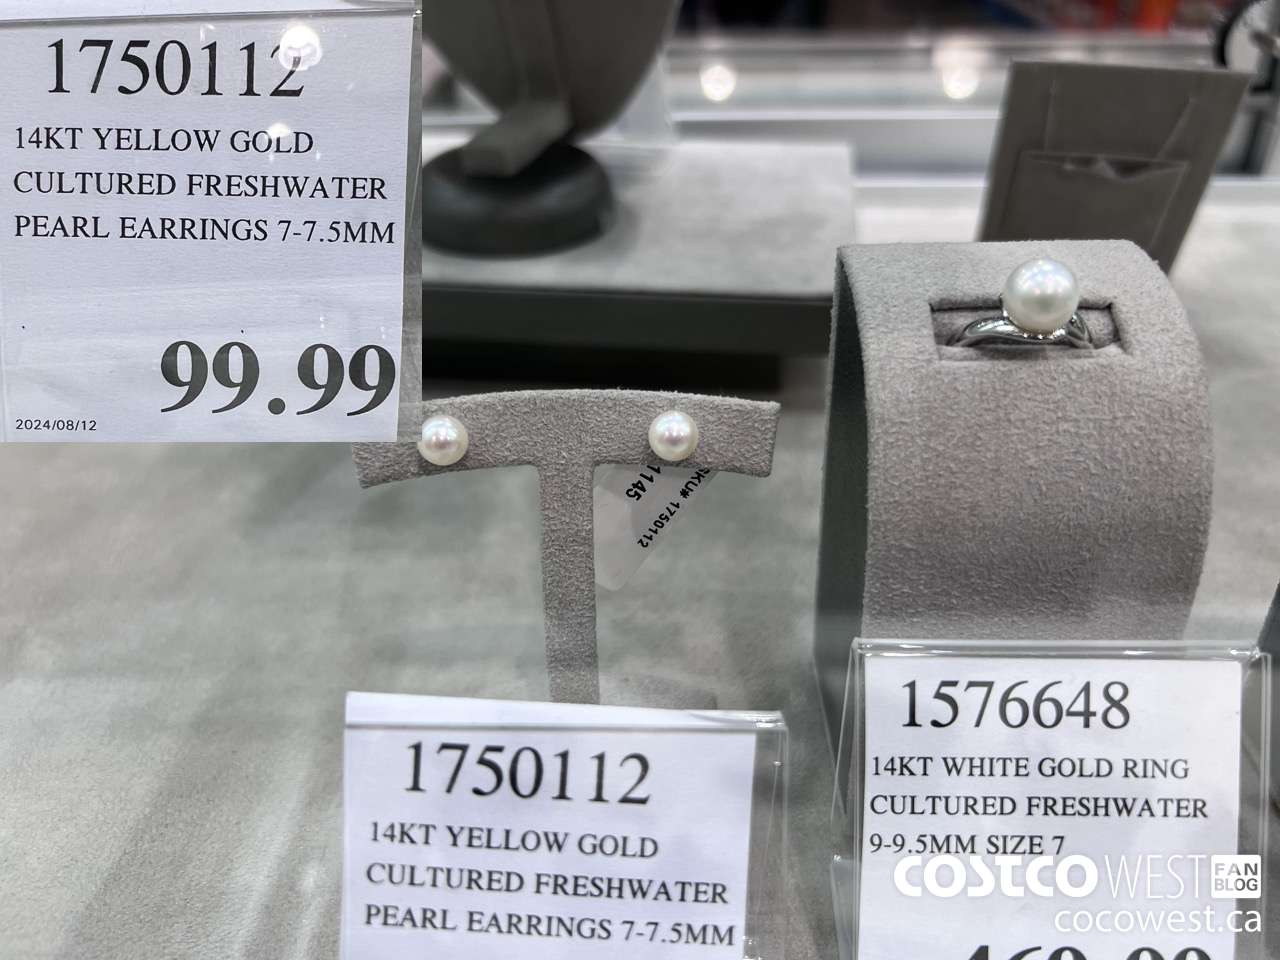 1750112
14KT YELLOW GOLD
CULTURED FRESHWATER
PEARL EARRINGS 7-7.5MM
99.99
2024/08/12
1145
SKU# 1750112
1750112
14KT YELLOW GOLD
CULTURED FRESHWATER
PEARL EARRINGS 7-7.5MM
1576648
14KT WHITE GOLD RING
CULTURED FRESHWATER
9-9.5MM SIZE 7
COSTCO WEST FAN BLOG
cocowest.ca